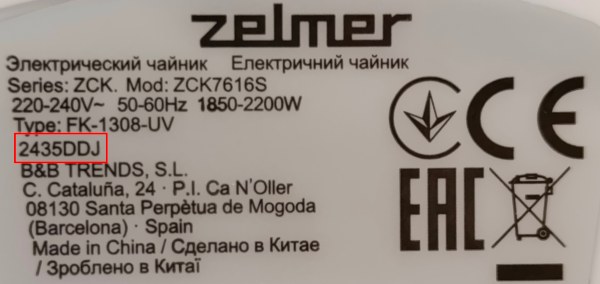 zelmer
Электрический чайник Електричний чайник
Series: ZCK. Mod: ZCK7616S
220-240V~ 50-60Hz 1850-2200W
Type: FK-1308-UV
2435DDJ
B&B TRENDS, S.L.
C. Cataluña, 24 · P.I. Ca N'Oller
08130 Santa Perpètua de Mogoda
(Barcelona) · Spain
Made in China / Сделано в Китае
/ Зроблено в Китаї
CE
EAC